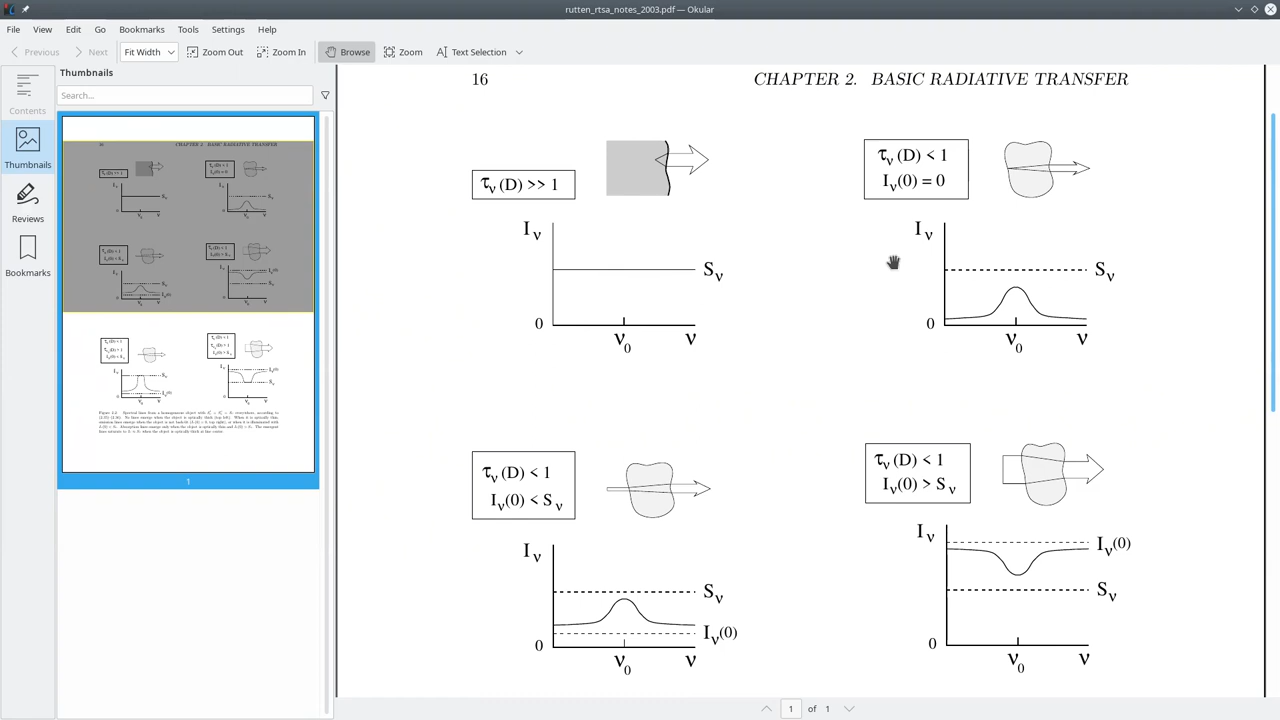 rutten_rtsa_notes_2003.pdf — Okular
File View Edit Go Bookmarks Tools Settings Help
Previous Next Fit Width Zoom Out Zoom In Browse Zoom Text Selection
Thumbnails
Search...
Contents
Thumbnails
Reviews
Bookmarks
1
16 CHAPTER 2. BASIC RADIATIVE TRANSFER
τν (D) >> 1
Iν
Sν
0
ν0
ν
τν (D) < 1
Iν(0) = 0
Iν
Sν
0
ν0
ν
τν (D) < 1
Iν(0) < Sν
Iν
Sν
Iν(0)
0
ν0
ν
τν (D) < 1
Iν(0) > Sν
Iν
Iν(0)
Sν
0
ν0
ν
1 of 1